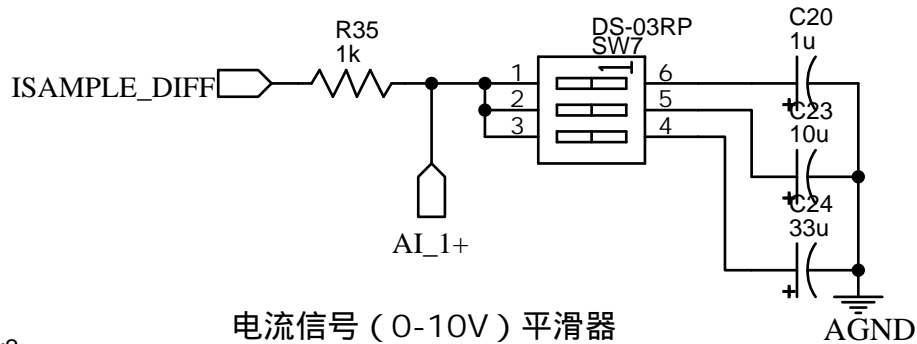 R35
1k
DS-03RP
SW7
1
C20
1u
ISAMPLE_DIFF
1
6
2
5
3
4
C23
10u
AI_1+
C24
33u
电流信号（0-10V）平滑器
AGND